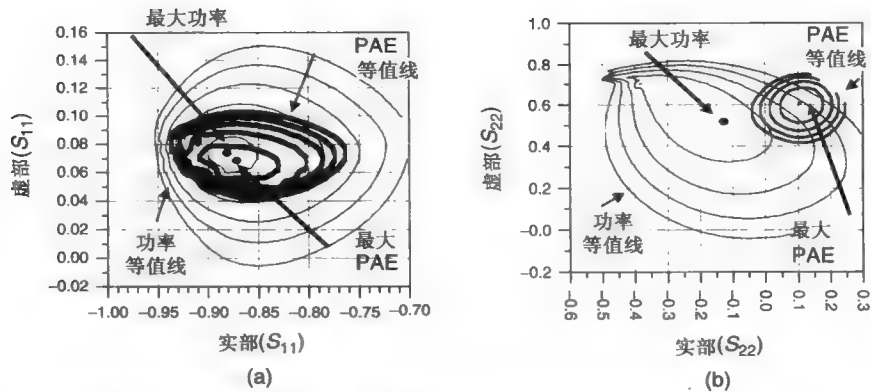 最大功率
PAE
等值线
0.16
0.14
0.12
0.10
0.08
0.06
0.04
0.02
0.00
-0.02
虚部(S11)
功率
等值线
最大
PAE
-1.00
-0.95
-0.90
-0.85
-0.80
-0.75
-0.70
实部(S11)
(a)
最大功率
PAE
等值线
1.0
0.8
0.6
0.4
0.2
-0.0
-0.2
虚部(S22)
功率
等值线
最大
PAE
-0.6
-0.5
-0.4
-0.3
-0.2
-0.1
0.0
0.1
0.2
0.3
实部(S22)
(b)